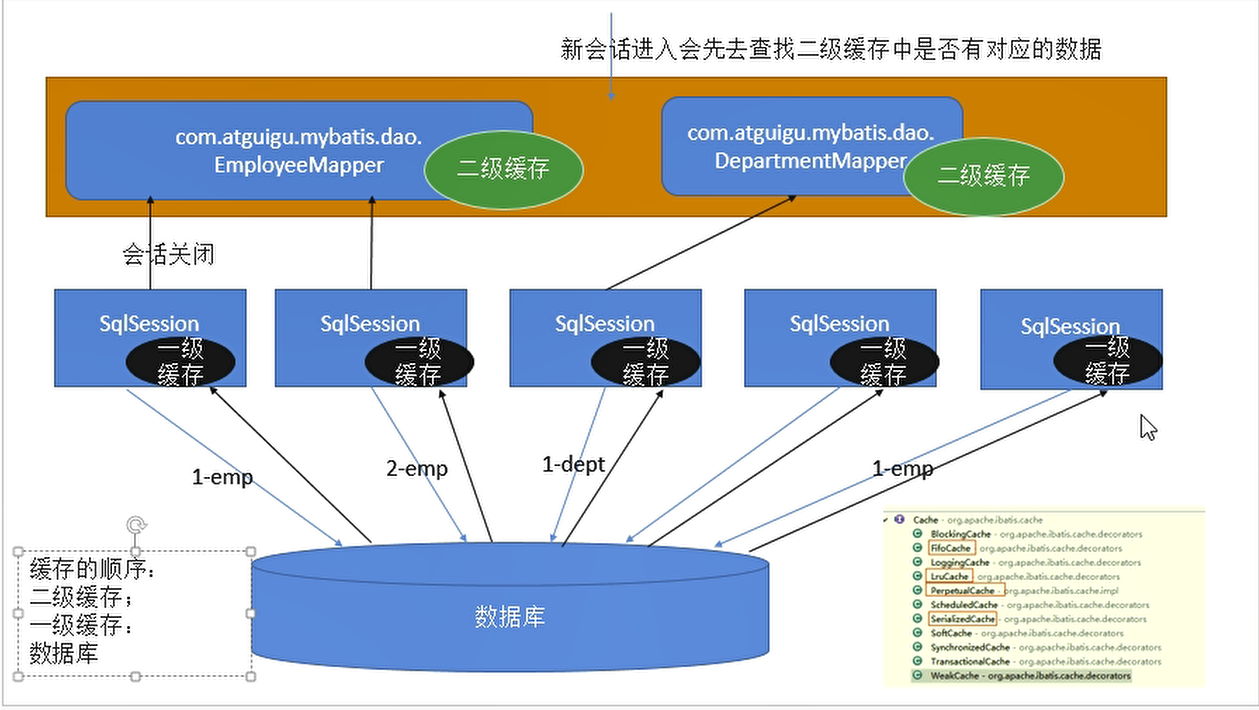 新会话进入会先去查找二级缓存中是否有对应的数据
com.atguigu.mybatis.dao.
EmployeeMapper
二级缓存
com.atguigu.mybatis.dao.
DepartmentMapper
二级缓存
会话关闭
SqlSession
一级
缓存
SqlSession
一级
缓存
SqlSession
一级
缓存
SqlSession
一级
缓存
SqlSession
一级
缓存
1-emp
2-emp
1-dept
1-emp
缓存的顺序：
二级缓存；
一级缓存：
数据库
数据库
Cache - org.apache.ibatis.cache
BlockingCache - org.apache.ibatis.cache.decorators
FifoCache - org.apache.ibatis.cache.decorators
LoggingCache - org.apache.ibatis.cache.decorators
LruCache - org.apache.ibatis.cache.decorators
PerpetualCache - org.apache.ibatis.cache.impl
ScheduledCache - org.apache.ibatis.cache.decorators
SerializedCache - org.apache.ibatis.cache.decorators
SoftCache - org.apache.ibatis.cache.decorators
SynchronizedCache - org.apache.ibatis.cache.decorators
TransactionalCache - org.apache.ibatis.cache.decorators
WeakCache - org.apache.ibatis.cache.decorators